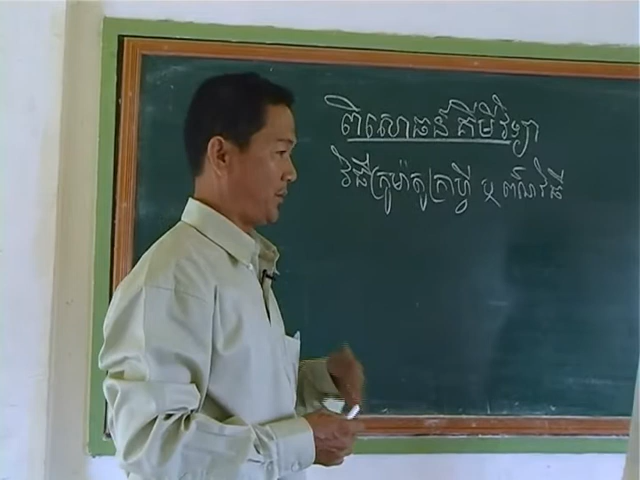 ពិសោធន៍ គីមីវិទ្យា
វិធីក្រូម៉ាតូក្រាហ្វី ឬ ពណ៌វិធី